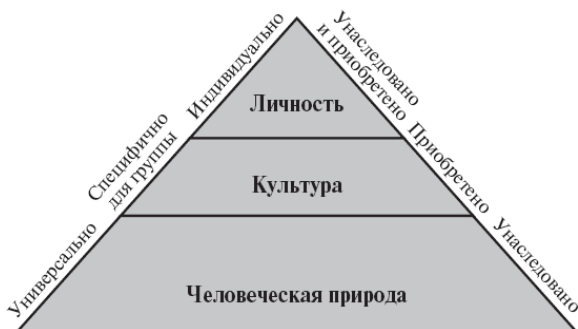 Индивидуально
Унаследовано
и приобретено
Личность
Специфично
для группы
Приобретено
Культура
Универсально
Унаследовано
Человеческая природа